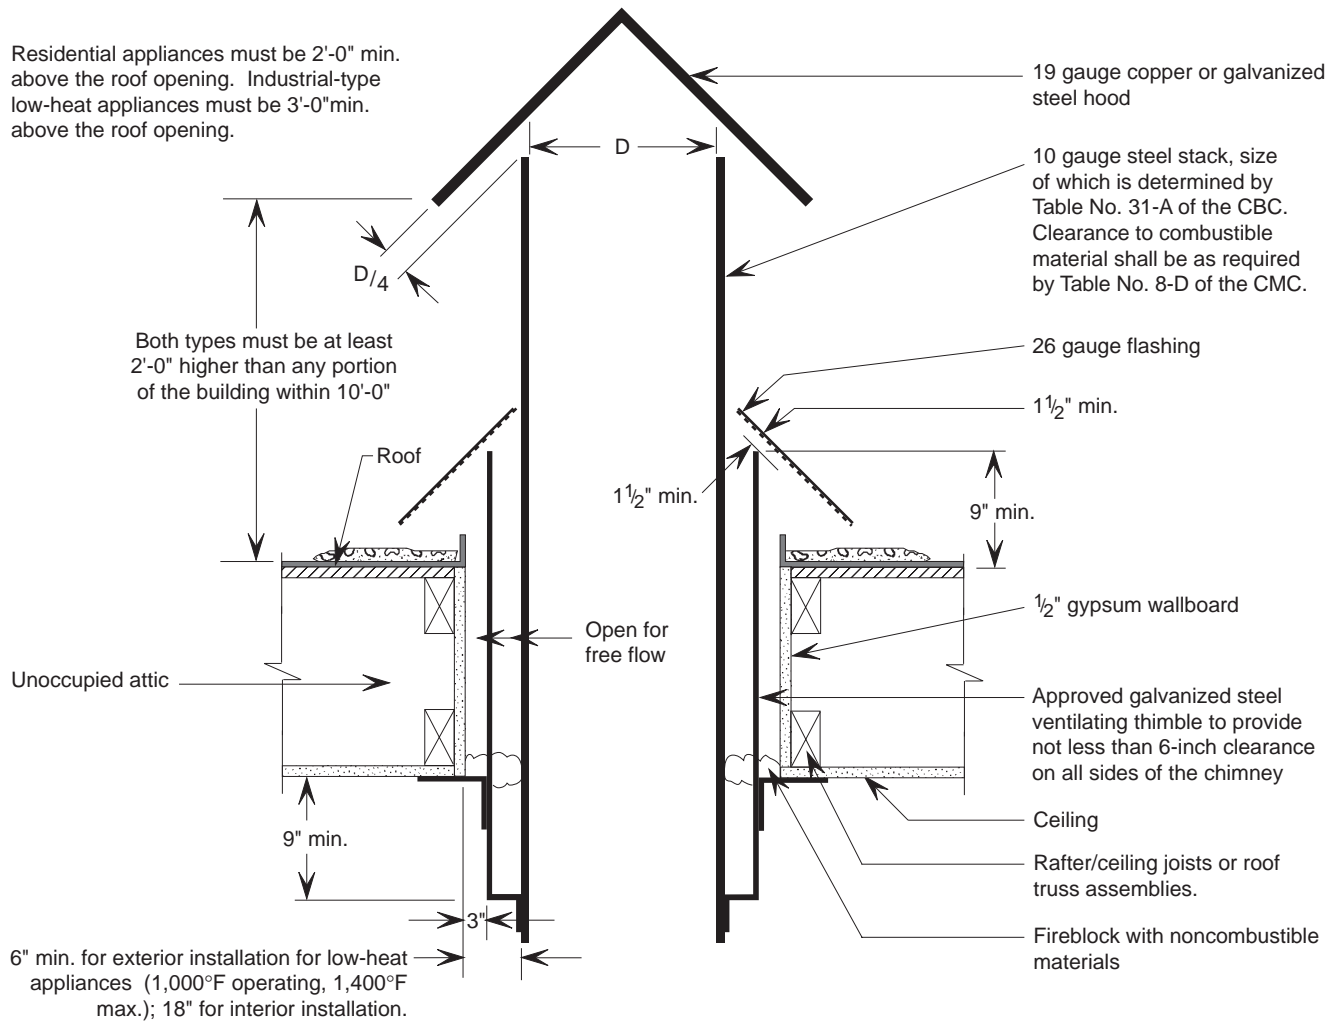 Residential appliances must be 2'-0" min.
above the roof opening.  Industrial-type
low-heat appliances must be 3'-0"min.
above the roof opening.
19 gauge copper or galvanized
steel hood
D
10 gauge steel stack, size
of which is determined by
Table No. 31-A of the CBC.
Clearance to combustible
material shall be as required
by Table No. 8-D of the CMC.
D/4
Both types must be at least
2'-0" higher than any portion
of the building within 10'-0"
26 gauge flashing
1 1/2" min.
Roof
1 1/2" min.
9" min.
1/2" gypsum wallboard
Open for
free flow
Unoccupied attic
Approved galvanized steel
ventilating thimble to provide
not less than 6-inch clearance
on all sides of the chimney
Ceiling
9" min.
Rafter/ceiling joists or roof
truss assemblies.
3"
Fireblock with noncombustible
materials
6" min. for exterior installation for low-heat
appliances  (1,000°F operating, 1,400°F
max.); 18" for interior installation.